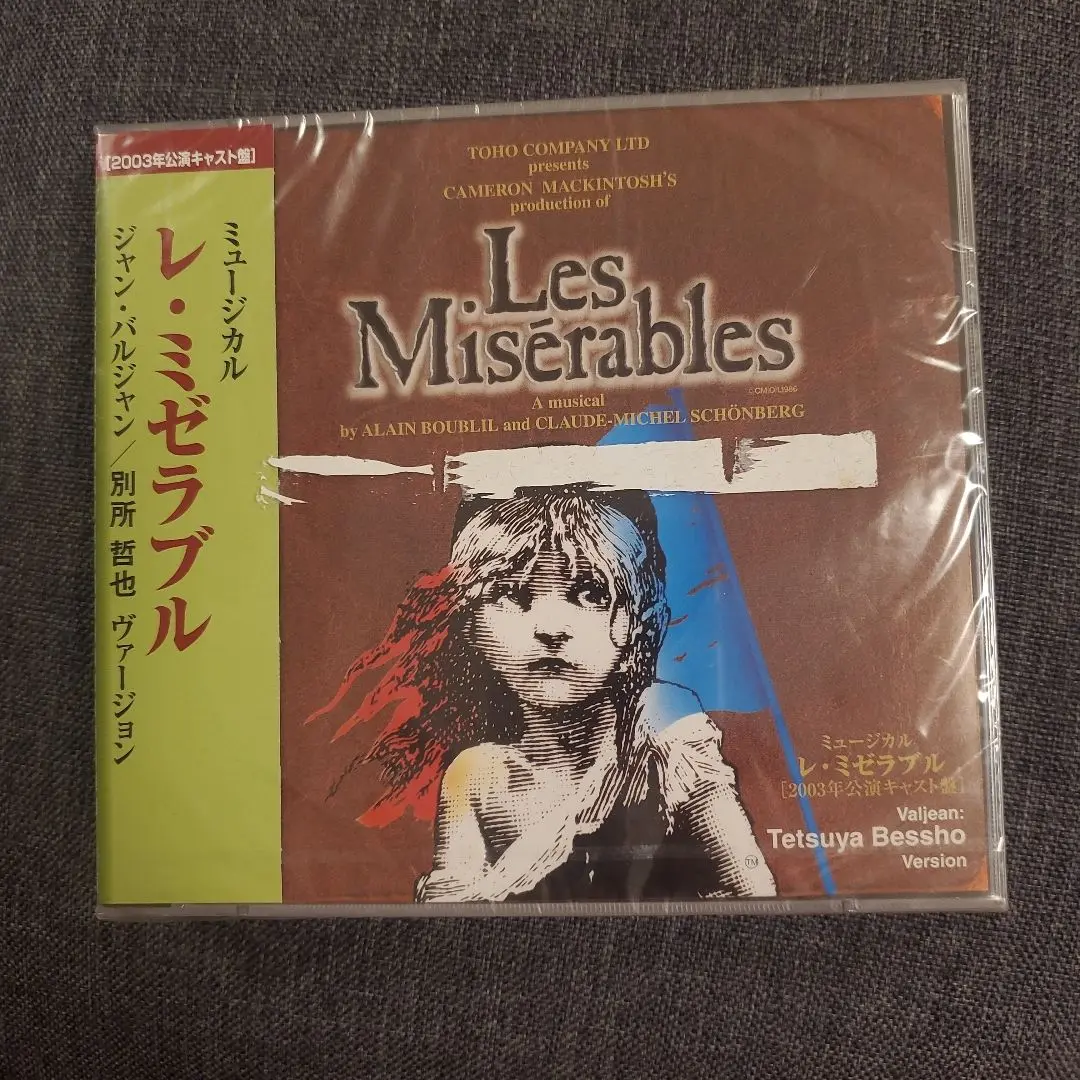 [2003年公演キャスト盤]
ミュージカル
レ・ミゼラブル
ジャン・バルジャン／別所 哲也 ヴァージョン
TOHO COMPANY LTD
presents
CAMERON MACKINTOSH'S
production of
Les
Misérables
© CMOL1986
A musical
by ALAIN BOUBLIL and CLAUDE-MICHEL SCHÖNBERG
ミュージカル
レ・ミゼラブル
[2003年公演キャスト盤]
Valjean:
Tetsuya Bessho
Version
TM